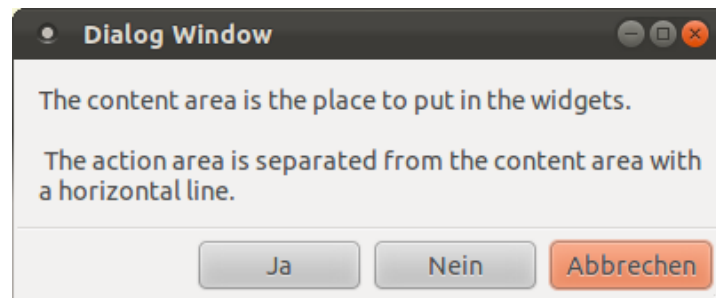 Dialog Window
The content area is the place to put in the widgets.
The action area is separated from the content area with
a horizontal line.
Ja Nein Abbrechen